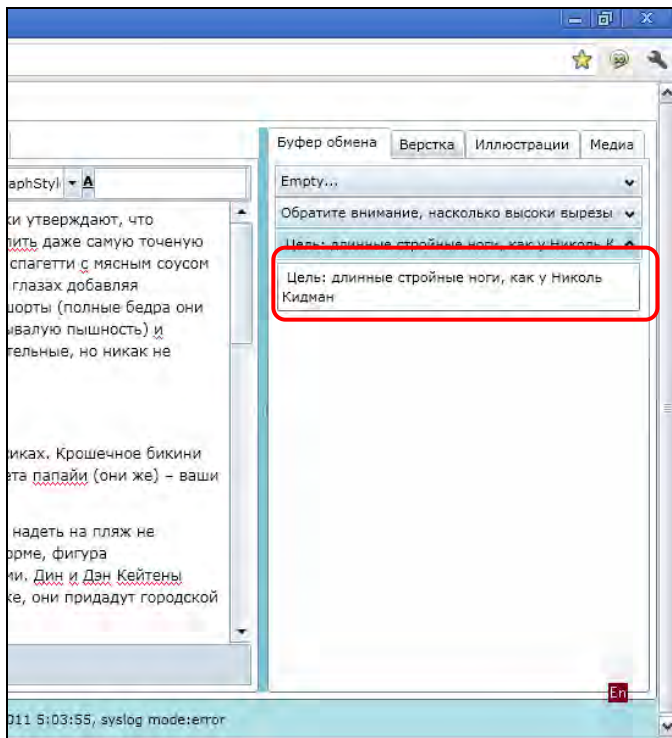 Буфер обмена
Верстка
Иллюстрации
Медиа
aphStyl
A
Empty...
Обратите внимание, насколько высоки вырезы
Цель: длинные стройные ноги, как у Николь К
Цель: длинные стройные ноги, как у Николь
Кидман
ки утверждают, что
лить даже самую точеную
спагетти с мясным соусом
глазах добавляя
шорты (полные бедра они
ывалую пышность) и
тельные, но никак не
иках. Крошечное бикини
ета папайи (они же) – ваши
надеть на пляж не
орме, фигура
ми. Дин и Дэн Кейтены
ке, они придадут городской
En
011 5:03:55, syslog mode:error